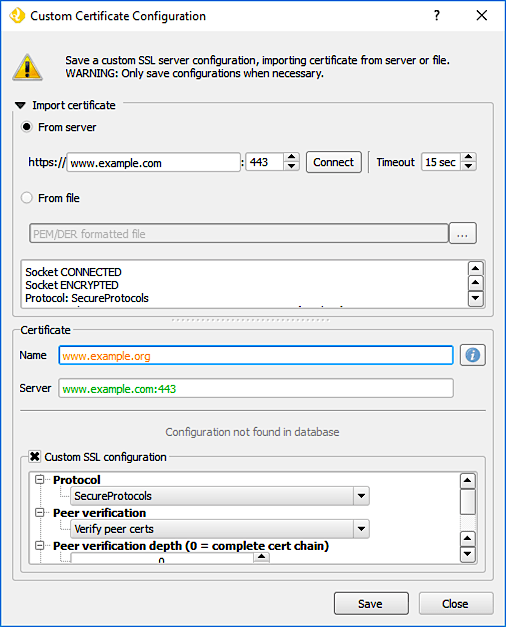 Custom Certificate Configuration
?
Save a custom SSL server configuration, importing certificate from server or file.
WARNING: Only save configurations when necessary.
Import certificate
From server
https:// www.example.com : 443 Connect Timeout 15 sec
From file
PEM/DER formatted file ...
Socket CONNECTED
Socket ENCRYPTED
Protocol: SecureProtocols
Certificate
Name www.example.org
Server www.example.com:443
Configuration not found in database
Custom SSL configuration
Protocol
SecureProtocols
Peer verification
Verify peer certs
Peer verification depth (0 = complete cert chain)
0
Save Close